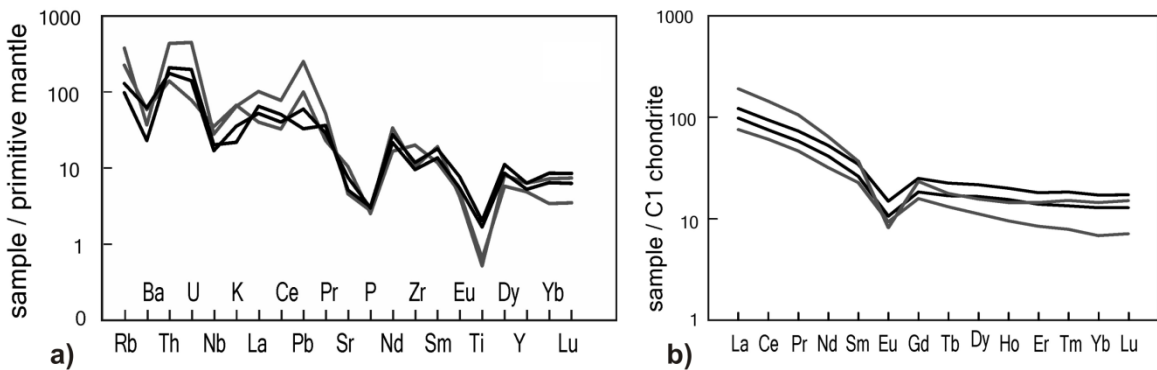 sample / primitive mantle
1000
100
10
1
0
Ba U K Ce Pr P Zr Eu Dy Yb
Rb Th Nb La Pb Sr Nd Sm Ti Y Lu
a)
sample / C1 chondrite
1000
100
10
1
La Ce Pr Nd Sm Eu Gd Tb Dy Ho Er Tm Yb Lu
b)